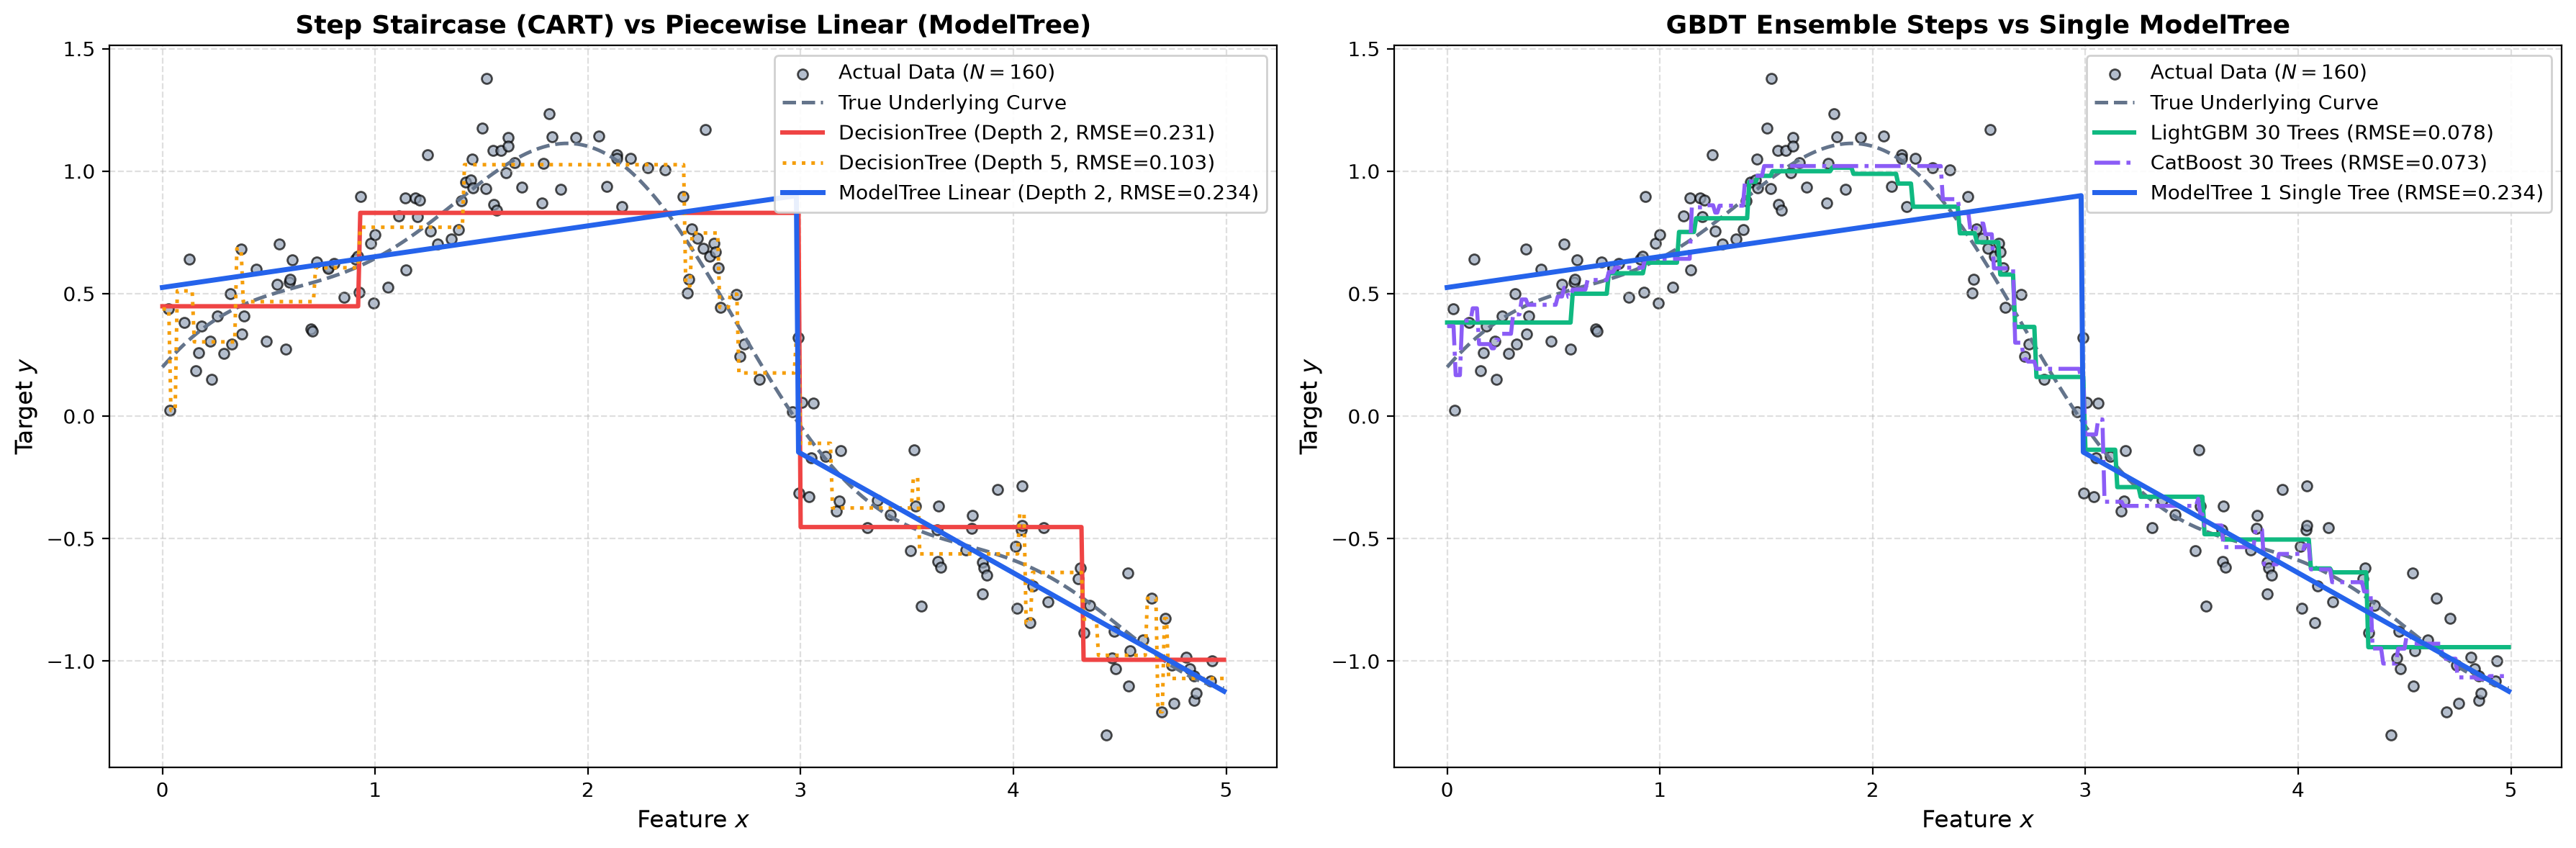 Step Staircase (CART) vs Piecewise Linear (ModelTree)
Actual Data (N = 160)
True Underlying Curve
DecisionTree (Depth 2, RMSE=0.231)
DecisionTree (Depth 5, RMSE=0.103)
ModelTree Linear (Depth 2, RMSE=0.234)
1.5
1.0
0.5
0.0
−0.5
−1.0
Target y
0 1 2 3 4 5
Feature x
GBDT Ensemble Steps vs Single ModelTree
Actual Data (N = 160)
True Underlying Curve
LightGBM 30 Trees (RMSE=0.078)
CatBoost 30 Trees (RMSE=0.073)
ModelTree 1 Single Tree (RMSE=0.234)
1.5
1.0
0.5
0.0
−0.5
−1.0
Target y
0 1 2 3 4 5
Feature x